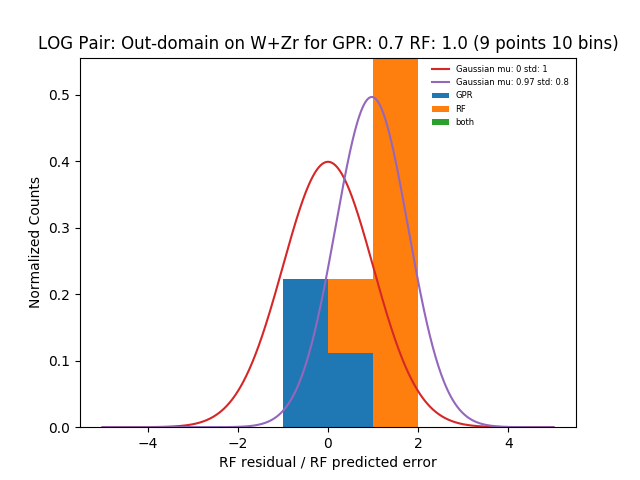 LOG Pair: Out-domain on W+Zr for GPR: 0.7 RF: 1.0 (9 points 10 bins)
Gaussian mu: 0 std: 1
Gaussian mu: 0.97 std: 0.8
GPR
RF
both
0.5
0.4
0.3
0.2
0.1
0.0
Normalized Counts
−4
−2
0
2
4
RF residual / RF predicted error